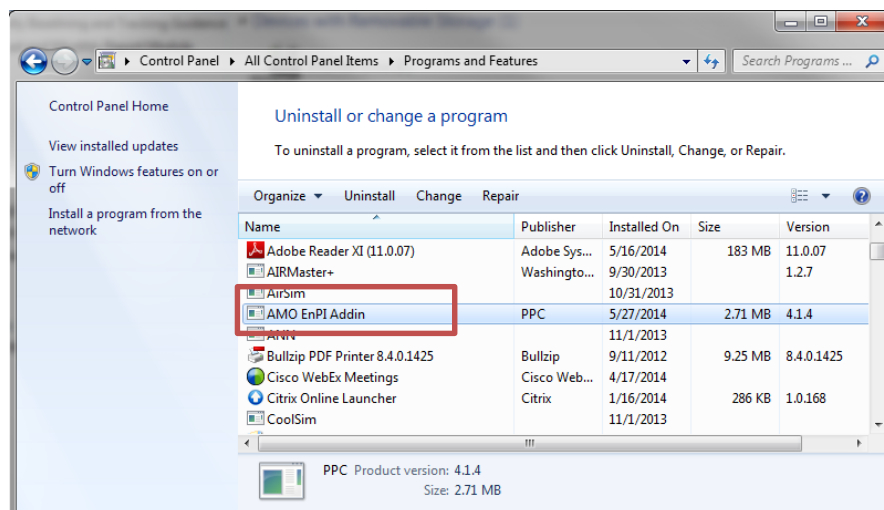 Control Panel ▸ All Control Panel Items ▸ Programs and Features
Search Programs ...
Control Panel Home
View installed updates
Turn Windows features on or
off
Install a program from the
network
Uninstall or change a program
To uninstall a program, select it from the list and then click Uninstall, Change, or Repair.
Organize Uninstall Change Repair
Name Publisher Installed On Size Version
Adobe Reader XI (11.0.07) Adobe Sys... 5/16/2014 183 MB 11.0.07
AIRMaster+ Washingto... 9/30/2013 1.2.7
AirSim 10/31/2013
AMO EnPI Addin PPC 5/27/2014 2.71 MB 4.1.4
ANN 11/1/2013
Bullzip PDF Printer 8.4.0.1425 Bullzip 9/11/2012 9.25 MB 8.4.0.1425
Cisco WebEx Meetings Cisco Web... 4/17/2014
Citrix Online Launcher Citrix 1/16/2014 286 KB 1.0.168
CoolSim 11/1/2013
PPC Product version: 4.1.4
Size: 2.71 MB